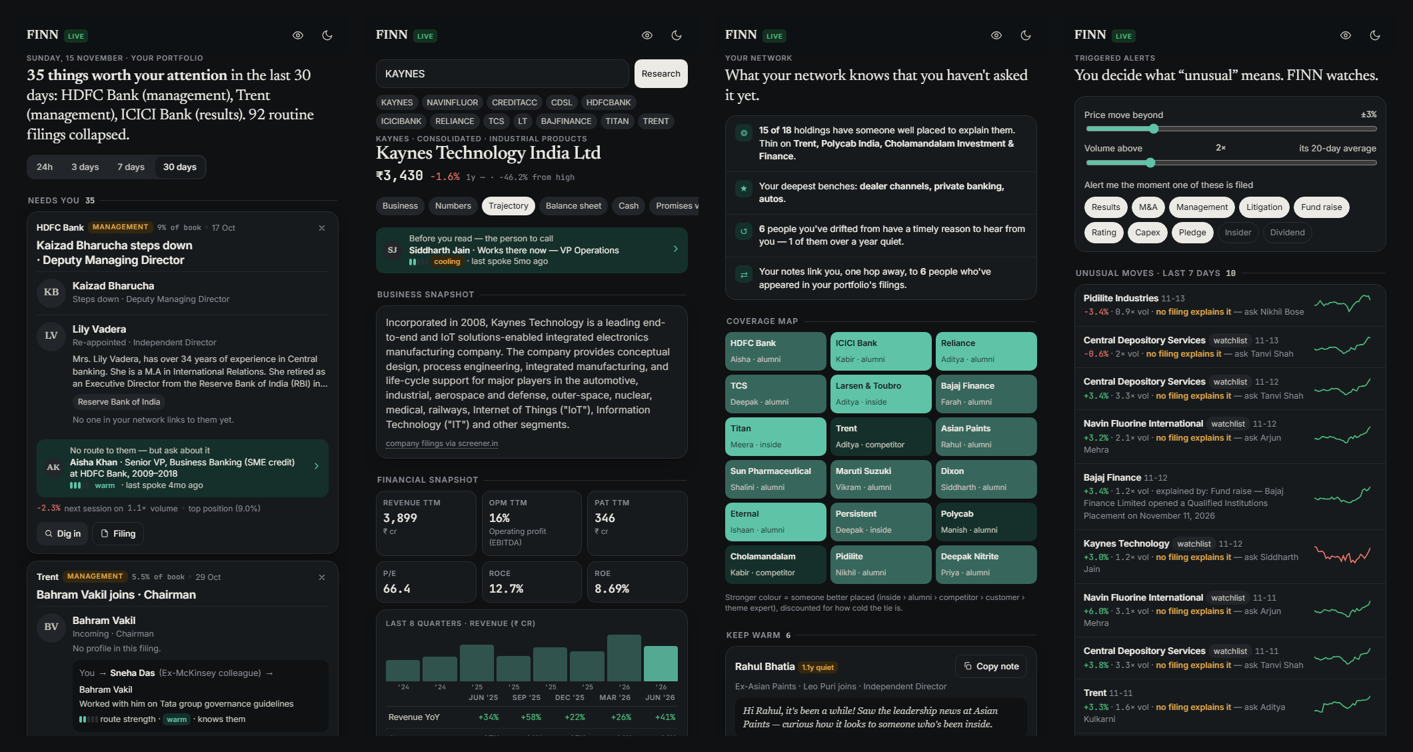 FINN LIVE
SUNDAY, 15 NOVEMBER · YOUR PORTFOLIO
35 things worth your attention in the last 30
days: HDFC Bank (management), Trent
(management), ICICI Bank (results). 92 routine
filings collapsed.
24h 3 days 7 days 30 days
NEEDS YOU 35
HDFC Bank MANAGEMENT 9% of book · 17 Oct ×
Kaizad Bharucha steps down
· Deputy Managing Director
KB Kaizad Bharucha
Steps down · Deputy Managing Director
LV Lily Vadera
Re-appointed · Independent Director
Mrs. Lily Vadera, has over 34 years of experience in Central
banking. She is a M.A in International Relations. She retired as
an Executive Director from the Reserve Bank of India (RBI) in...
Reserve Bank of India
No one in your network links to them yet.
No route to them — but ask about it
AK Aisha Khan · Senior VP, Business Banking (SME credit)
at HDFC Bank, 2009–2018
warm · last spoke 4mo ago
-2.3% next session on 1.1× volume · top position (9.0%)
Dig in Filing
Trent MANAGEMENT 5.5% of book · 29 Oct ×
Bahram Vakil joins · Chairman
BV Bahram Vakil
Incoming · Chairman
No profile in this filing.
You → Sneha Das (Ex-McKinsey colleague) →
Bahram Vakil
Worked with him on Tata group governance guidelines
route strength · warm · knows them
FINN LIVE
KAYNES Research
KAYNES NAVINFLUOR CREDITACC CDSL HDFCBANK
ICICIBANK RELIANCE TCS LT BAJFINANCE TITAN TRENT
KAYNES · CONSOLIDATED · INDUSTRIAL PRODUCTS
Kaynes Technology India Ltd
₹3,430 -1.6% 1y — · -46.2% from high
Business Numbers Trajectory Balance sheet Cash Promises v
Before you read — the person to call
SJ Siddharth Jain · Works there now — VP Operations
cooling · last spoke 5mo ago
BUSINESS SNAPSHOT
Incorporated in 2008, Kaynes Technology is a leading end-
to-end and IoT solutions-enabled integrated electronics
manufacturing company. The company provides conceptual
design, process engineering, integrated manufacturing, and
life-cycle support for major players in the automotive,
industrial, aerospace and defense, outer-space, nuclear,
medical, railways, Internet of Things ("IoT"), Information
Technology ("IT") and other segments.
company filings via screener.in
FINANCIAL SNAPSHOT
REVENUE TTM OPM TTM PAT TTM
3,899 16% 346
₹ cr Operating profit ₹ cr
(EBITDA)
P/E ROCE ROE
66.4 12.7% 8.69%
LAST 8 QUARTERS · REVENUE (₹ CR)
'24 '24 '25 '25 '25 '25 '26 '26
JUN '25 SEP '25 DEC '25 MAR '26 JUN '26
Revenue YoY +34% +58% +22% +26% +41%
FINN LIVE
YOUR NETWORK
What your network knows that you haven't asked
it yet.
15 of 18 holdings have someone well placed to explain them.
Thin on Trent, Polycab India, Cholamandalam Investment &
Finance.
Your deepest benches: dealer channels, private banking,
autos.
6 people you've drifted from have a timely reason to hear from
you — 1 of them over a year quiet.
Your notes link you, one hop away, to 6 people who've
appeared in your portfolio's filings.
COVERAGE MAP
HDFC Bank ICICI Bank Reliance
Aisha · alumni Kabir · alumni Aditya · alumni
TCS Larsen & Toubro Bajaj Finance
Deepak · alumni Aditya · inside Farah · alumni
Titan Trent Asian Paints
Meera · inside Aditya · competitor Rahul · alumni
Sun Pharmaceutical Maruti Suzuki Dixon
Shalini · alumni Vikram · alumni Siddharth · alumni
Eternal Persistent Polycab
Ishaan · alumni Deepak · inside Manish · alumni
Cholamandalam Pidilite Deepak Nitrite
Kabir · competitor Nikhil · alumni Priya · alumni
Stronger colour = someone better placed (inside › alumni › competitor › customer ›
theme expert), discounted for how cold the tie is.
KEEP WARM 6
Rahul Bhatia 1.1y quiet Copy note
Ex-Asian Paints · Leo Puri joins · Independent Director
Hi Rahul, it's been a while! Saw the leadership news at Asian
Paints — curious how it looks to someone who's been inside.
FINN LIVE
TRIGGERED ALERTS
You decide what “unusual” means. FINN watches.
Price move beyond ±3%
Volume above 2× its 20-day average
Alert me the moment one of these is filed
Results M&A Management Litigation Fund raise
Rating Capex Pledge Insider Dividend
UNUSUAL MOVES · LAST 7 DAYS 10
Pidilite Industries 11-13
-3.4% · 0.9× vol · no filing explains it — ask Nikhil Bose
Central Depository Services watchlist 11-13
-0.6% · 2× vol · no filing explains it — ask Tanvi Shah
Central Depository Services watchlist 11-12
+3.4% · 3.3× vol · no filing explains it — ask Tanvi Shah
Navin Fluorine International watchlist 11-12
+3.2% · 2.1× vol · no filing explains it — ask Arjun
Mehra
Bajaj Finance 11-12
+3.4% · 1.2× vol · explained by: Fund raise — Bajaj
Finance Limited opened a Qualified Institutions
Placement on November 11, 2026
Kaynes Technology watchlist 11-12
+3.0% · 1.2× vol · no filing explains it — ask Siddharth
Jain
Navin Fluorine International watchlist 11-11
+6.0% · 3.1× vol · no filing explains it — ask Arjun
Mehra
Central Depository Services watchlist 11-11
+3.8% · 3.3× vol · no filing explains it — ask Tanvi Shah
Trent 11-11
+3.3% · 1.6× vol · no filing explains it — ask Aditya
Kulkarni